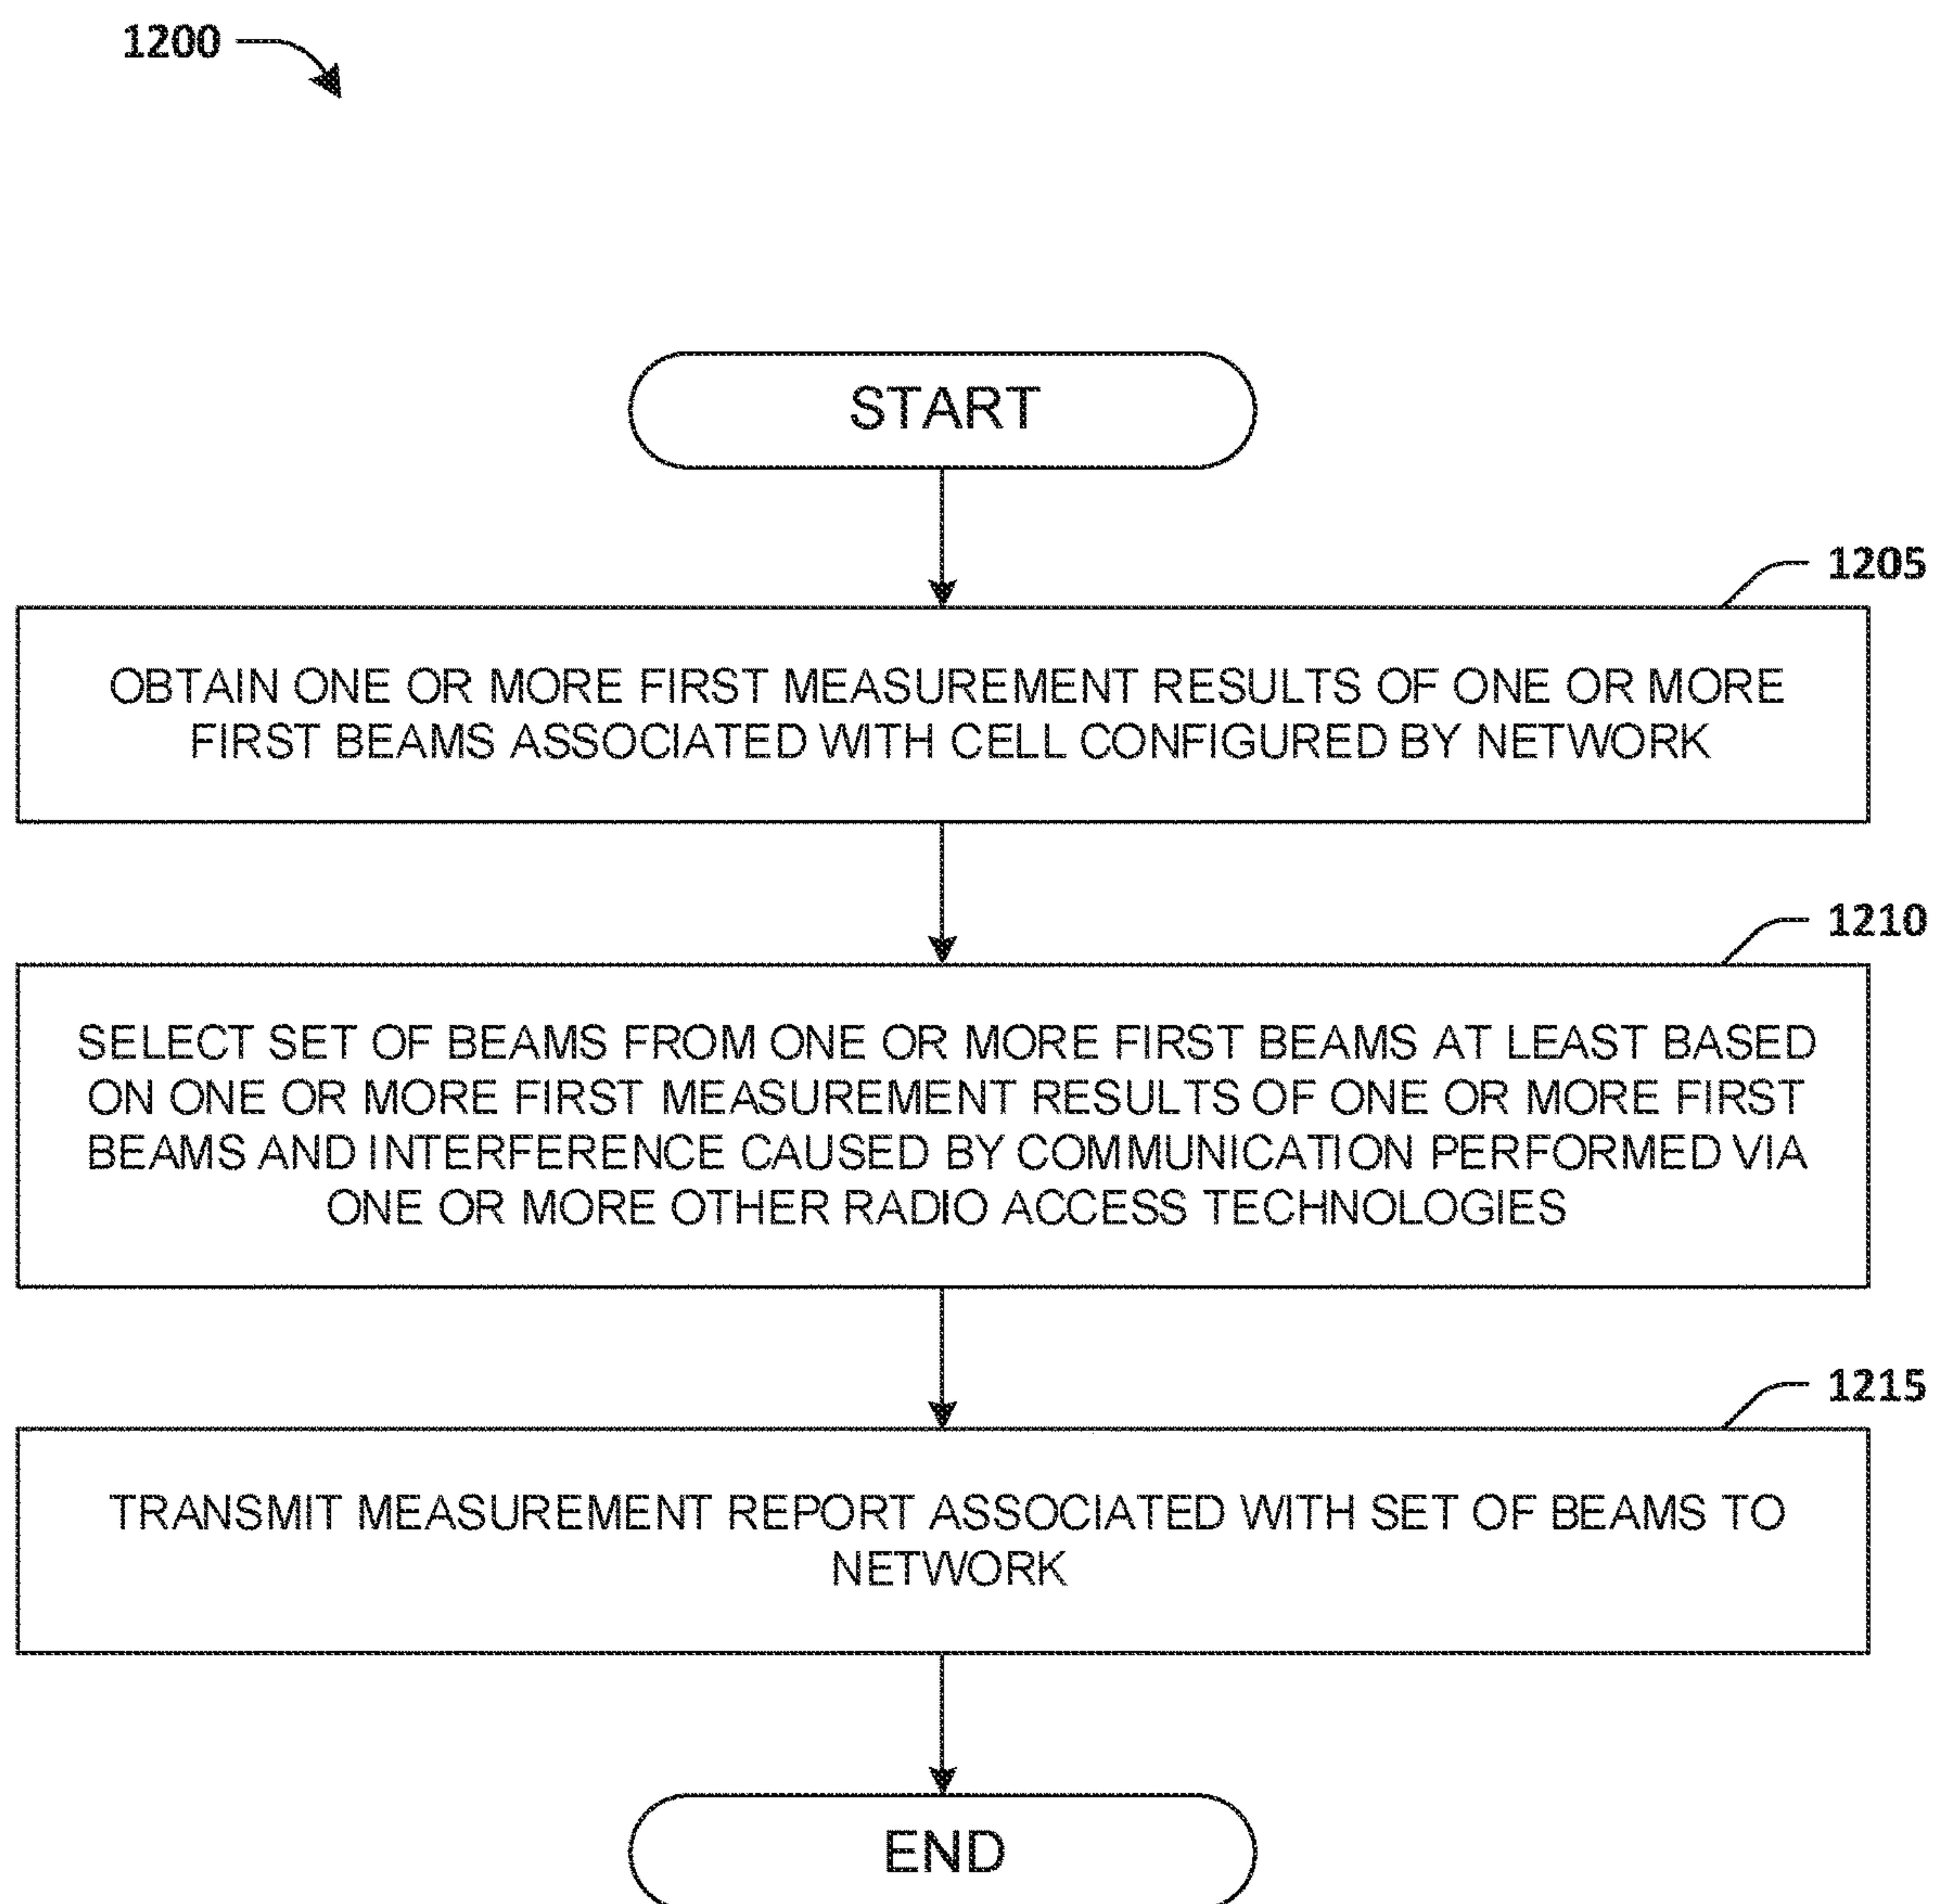 1200
START
1205
OBTAIN ONE OR MORE FIRST MEASUREMENT RESULTS OF ONE OR MORE
FIRST BEAMS ASSOCIATED WITH CELL CONFIGURED BY NETWORK
1210
SELECT SET OF BEAMS FROM ONE OR MORE FIRST BEAMS AT LEAST BASED
ON ONE OR MORE FIRST MEASUREMENT RESULTS OF ONE OR MORE FIRST
BEAMS AND INTERFERENCE CAUSED BY COMMUNICATION PERFORMED VIA
ONE OR MORE OTHER RADIO ACCESS TECHNOLOGIES
1215
TRANSMIT MEASUREMENT REPORT ASSOCIATED WITH SET OF BEAMS TO
NETWORK
END